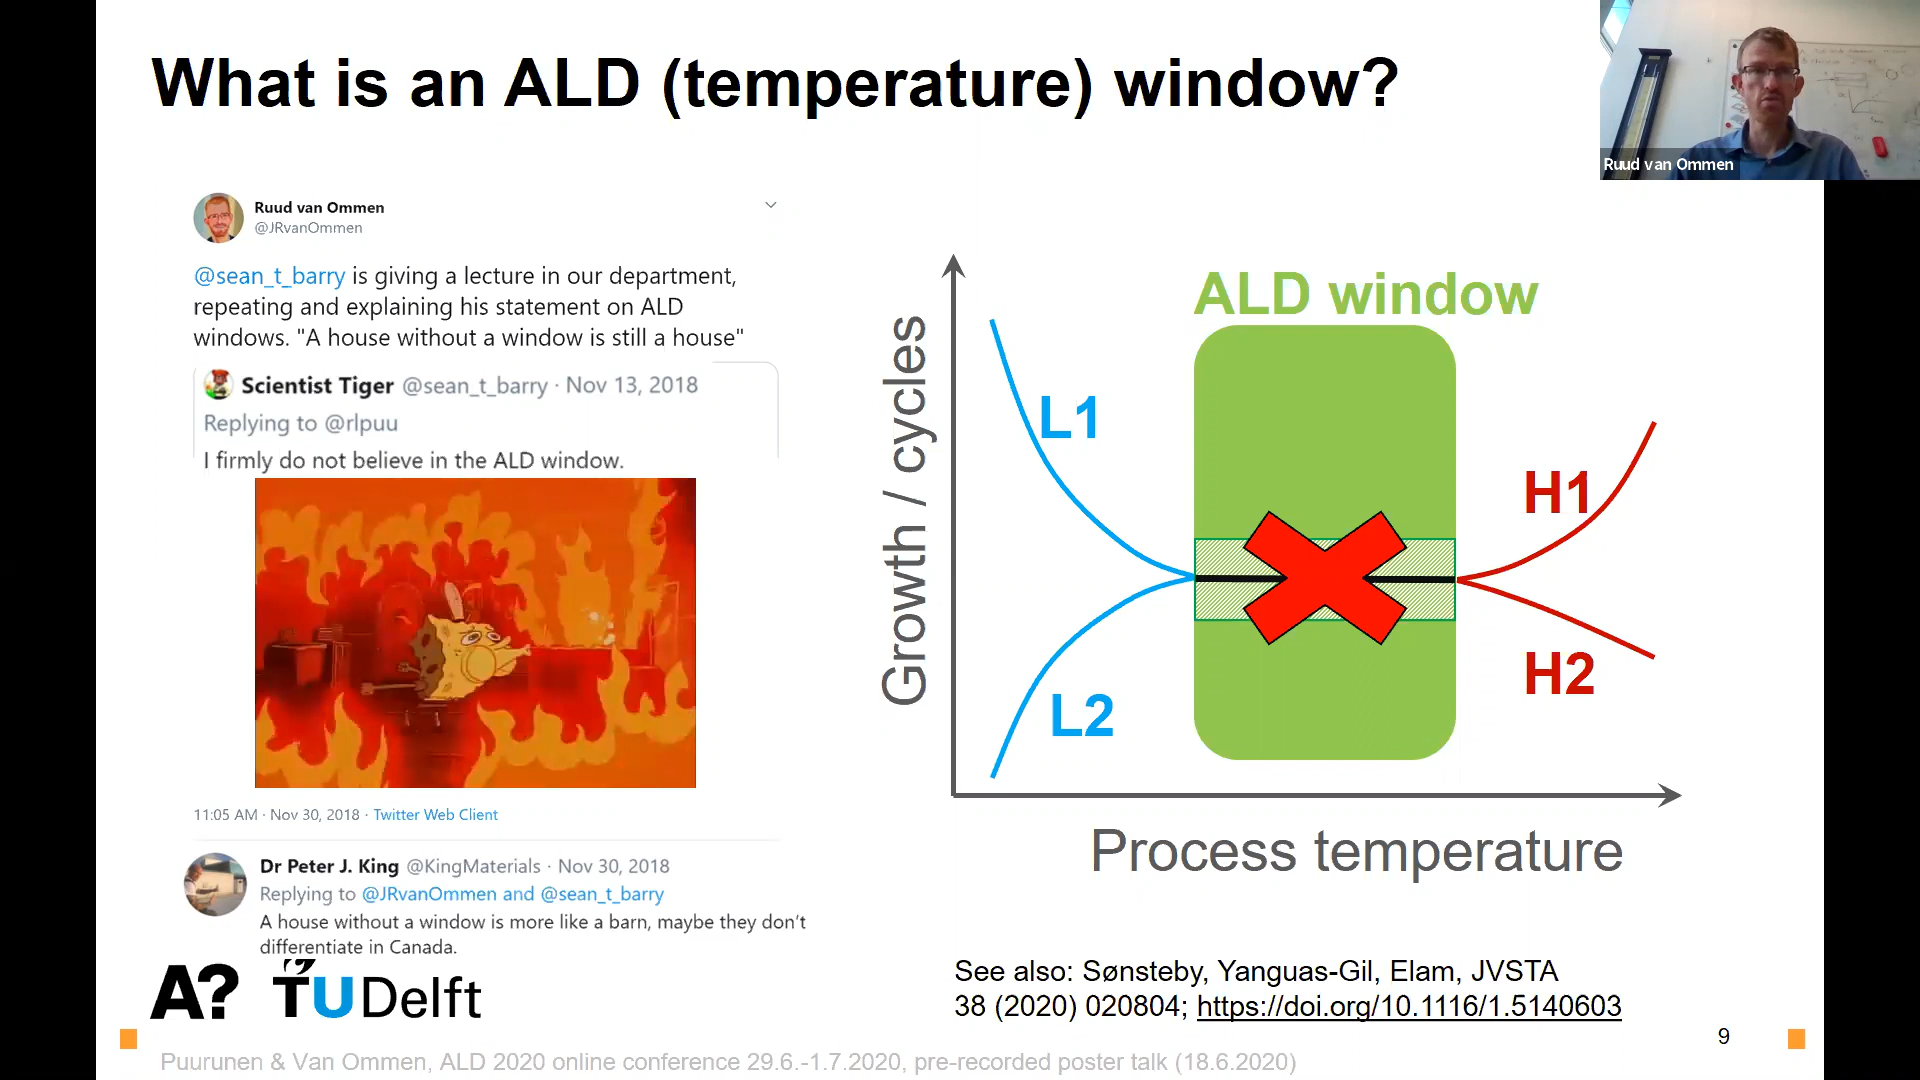 What is an ALD (temperature) window?
Ruud van Ommen
Ruud van Ommen
@JRvanOmmen
@sean_t_barry is giving a lecture in our department,
repeating and explaining his statement on ALD
windows. "A house without a window is still a house"
Scientist Tiger @sean_t_barry · Nov 13, 2018
Replying to @rlpuu
I firmly do not believe in the ALD window.
11:05 AM · Nov 30, 2018 · Twitter Web Client
Dr Peter J. King @KingMaterials · Nov 30, 2018
Replying to @JRvanOmmen and @sean_t_barry
A house without a window is more like a barn, maybe they don't
differentiate in Canada.
ALD window
Growth / cycles
L1
L2
H1
H2
Process temperature
See also: Sønsteby, Yanguas-Gil, Elam, JVSTA
38 (2020) 020804; https://doi.org/10.1116/1.5140603
A?
TUDelft
9
Puurunen & Van Ommen, ALD 2020 online conference 29.6.-1.7.2020, pre-recorded poster talk (18.6.2020)